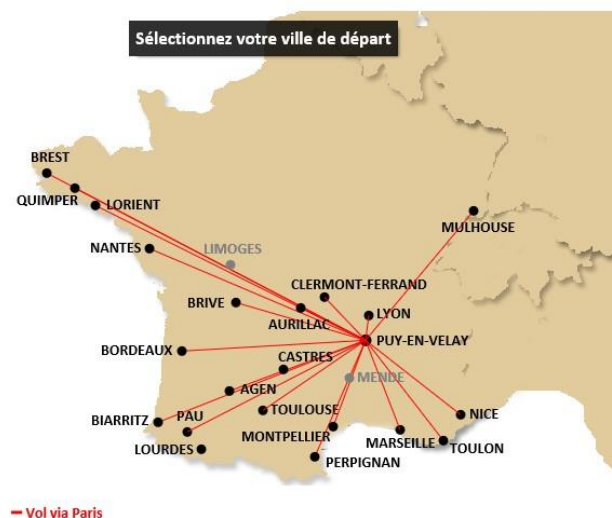 Sélectionnez votre ville de départ
BREST
QUIMPER
LORIENT
MULHOUSE
NANTES
LIMOGES
CLERMONT-FERRAND
BRIVE
LYON
AURILLAC
PUY-EN-VELAY
BORDEAUX
CASTRES
MENDE
AGEN
BIARRITZ
PAU
TOULOUSE
NICE
MONTPELLIER
MARSEILLE
TOULON
LOURDES
PERPIGNAN
Vol via Paris